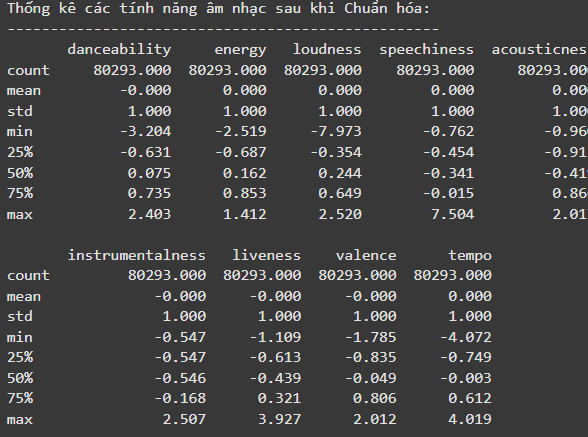 Thống kê các tính năng âm nhạc sau khi Chuẩn hóa:
--------------------------------------------------
danceability energy loudness speechiness acousticnes
count 80293.000 80293.000 80293.000 80293.000 80293.00
mean -0.000 0.000 0.000 0.000 0.00
std 1.000 1.000 1.000 1.000 1.00
min -3.204 -2.519 -7.973 -0.762 -0.96
25% -0.631 -0.687 -0.354 -0.454 -0.91
50% 0.075 0.162 0.244 -0.341 -0.41
75% 0.735 0.853 0.649 -0.015 0.86
max 2.403 1.412 2.520 7.504 2.01
instrumentalness liveness valence tempo
count 80293.000 80293.000 80293.000 80293.000
mean -0.000 -0.000 -0.000 0.000
std 1.000 1.000 1.000 1.000
min -0.547 -1.109 -1.785 -4.072
25% -0.547 -0.613 -0.835 -0.749
50% -0.546 -0.439 -0.049 -0.003
75% -0.168 0.321 0.806 0.612
max 2.507 3.927 2.012 4.019